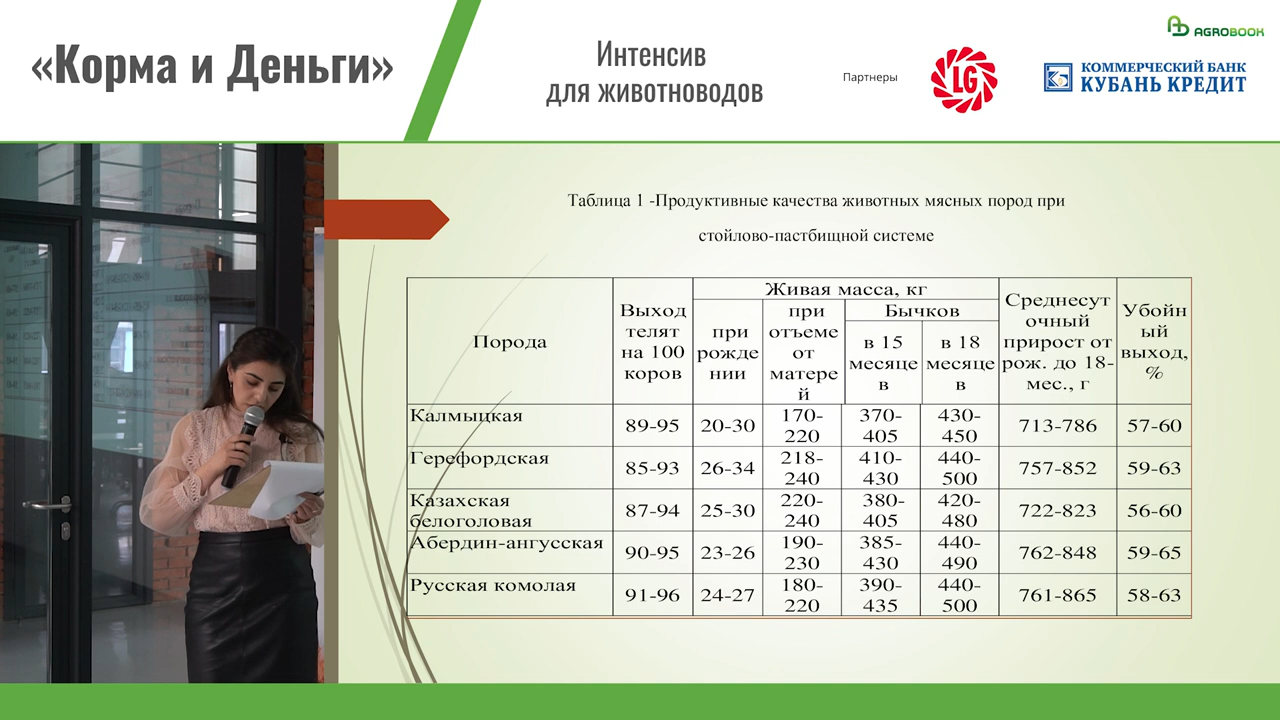 «Корма и Деньги»
Интенсив
для животноводов
Партнеры
LG
КОММЕРЧЕСКИЙ БАНК
КУБАНЬ КРЕДИТ
AGROBOOK
Таблица 1 -Продуктивные качества животных мясных пород при
стойлово-пастбищной системе
Порода
Выход
телят
на 100
коров
Живая масса, кг
при
рожде
нии
при
отъеме
от
матере
й
Бычков
в 15
месяце
в
в 18
месяце
в
Среднесут
очный
прирост от
рож. до 18-
мес., г
Убойн
ый
выход,
%
Калмыцкая
89-95
20-30
170-
220
370-
405
430-
450
713-786
57-60
Герефордская
85-93
26-34
218-
240
410-
430
440-
500
757-852
59-63
Казахская
белоголовая
87-94
25-30
220-
240
380-
405
420-
480
722-823
56-60
Абердин-ангусская
90-95
23-26
190-
230
385-
430
440-
490
762-848
59-65
Русская комолая
91-96
24-27
180-
220
390-
435
440-
500
761-865
58-63